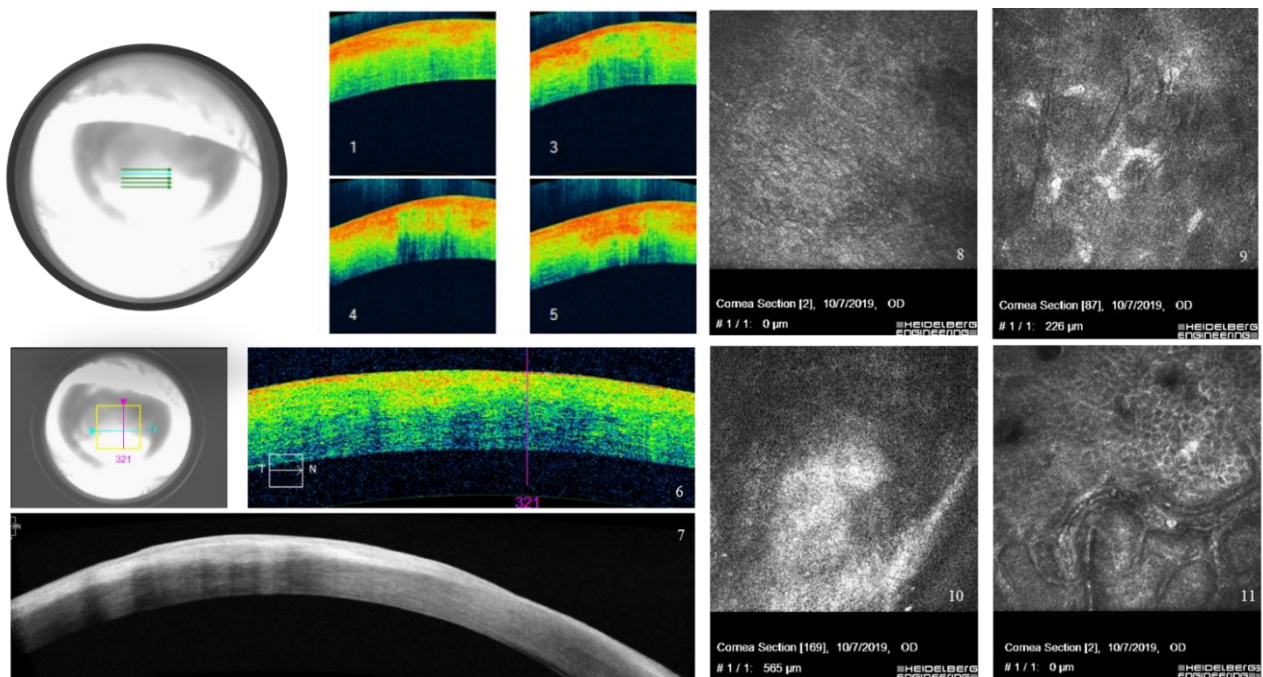 1
3
4
5
8
Cornea Section [2], 10/7/2019, OD
# 1 / 1: 0 µm
HEIDELBERG
ENGINEERING
9
Cornea Section [87], 10/7/2019, OD
# 1 / 1: 226 µm
HEIDELBERG
ENGINEERING
77
321
T
N
6
321
7
10
Cornea Section [169], 10/7/2019, OD
# 1 / 1: 565 µm
HEIDELBERG
ENGINEERING
11
Cornea Section [2], 10/7/2019, OD
# 1 / 1: 0 µm
HEIDELBERG
ENGINEERING